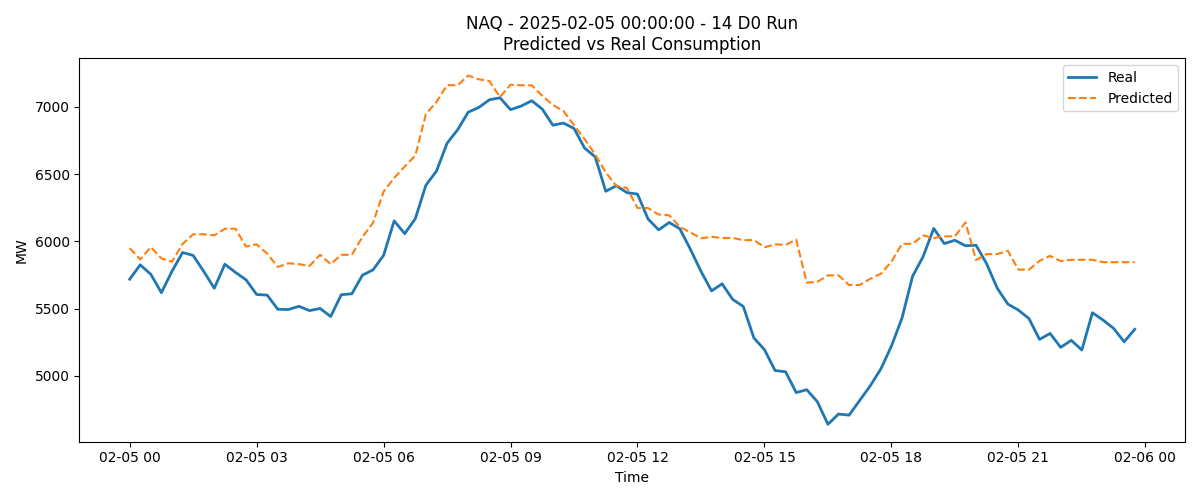 NAQ - 2025-02-05 00:00:00 - 14 D0 Run
Predicted vs Real Consumption
Real
Predicted
7000
6500
6000
5500
5000
MW
02-05 00
02-05 03
02-05 06
02-05 09
02-05 12
02-05 15
02-05 18
02-05 21
02-06 00
Time